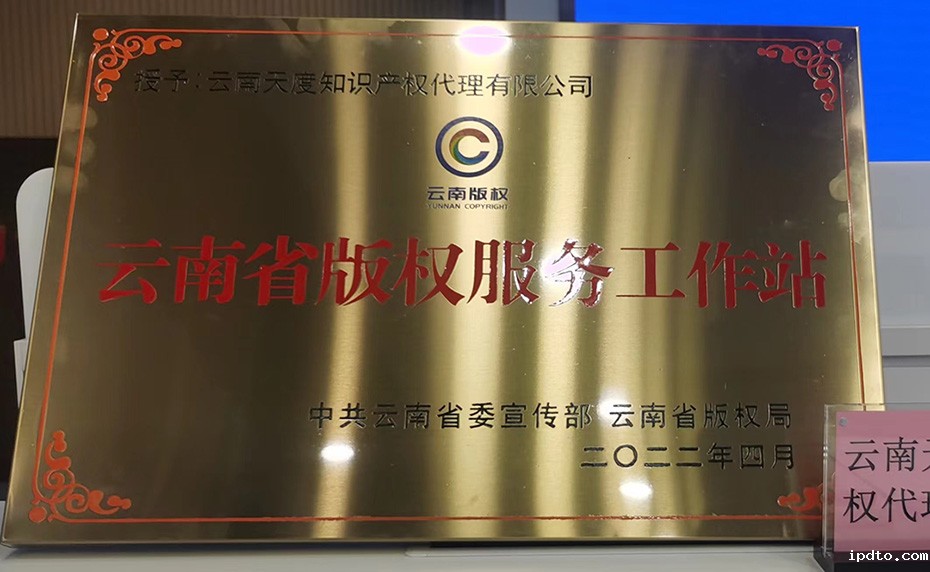 授予：云南天度知识产权代理有限公司
云南版权
YUNNAN COPYRIGHT
云南省版权服务工作站
中共云南省委宣传部 云南省版权局
二〇二二年四月
云南天
权代理
ipdto.com